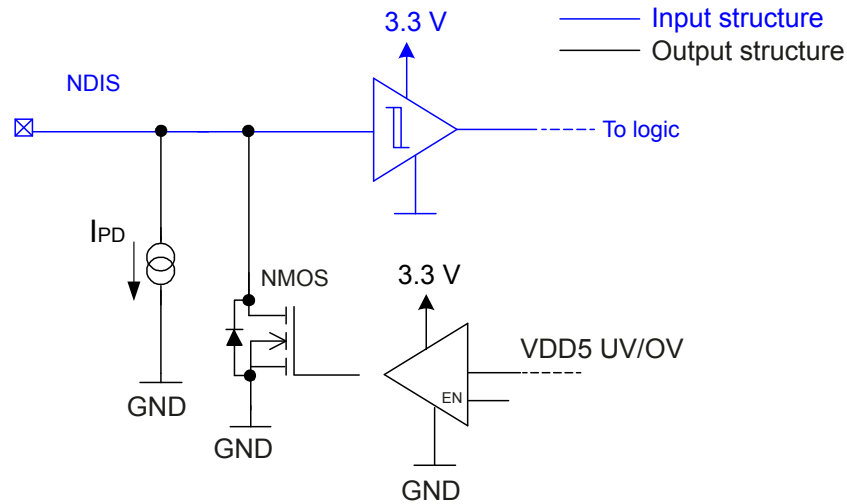 3.3 V
Input structure
Output structure
NDIS
To logic
IPD
NMOS
3.3 V
VDD5 UV/OV
EN
GND
GND
GND